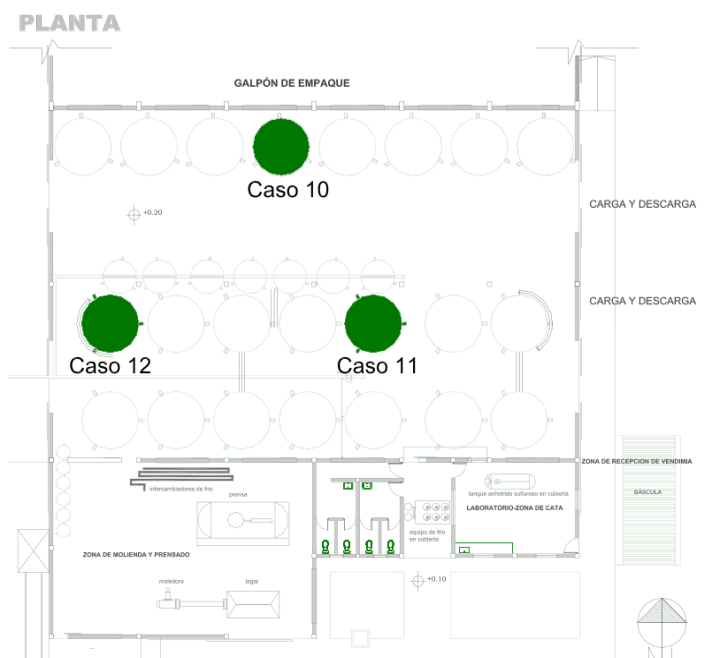 PLANTA
GALPÓN DE EMPAQUE
Caso 10
CARGA Y DESCARGA
+0.20
CARGA Y DESCARGA
Caso 12
Caso 11
ZONA DE RECEPCION DE VENDIMIA
intercambiadores de frio
prensa
tanque anhidrido sulfuroso en cubierta
BÁSCULA
LABORATORIO-ZONA DE CATA
equipo de frio
en cubierta
ZONA DE MOLIENDA Y PRENSADO
moledora
lagar
+0.10